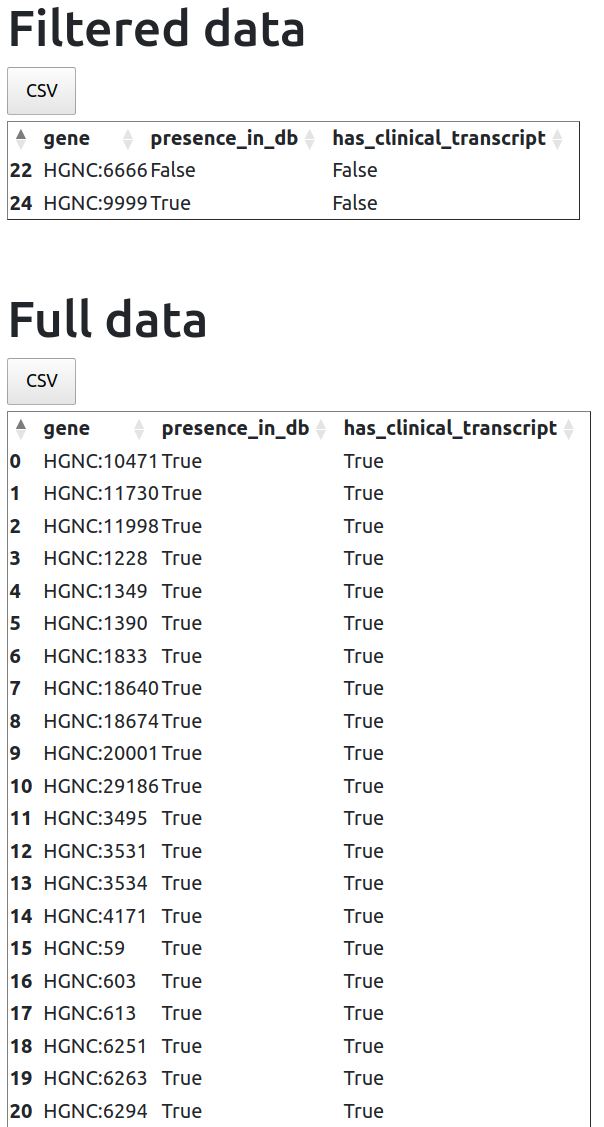 Filtered data
CSV
gene presence_in_db has_clinical_transcript
22 HGNC:6666 False False
24 HGNC:9999 True False
Full data
CSV
gene presence_in_db has_clinical_transcript
0 HGNC:10471 True True
1 HGNC:11730 True True
2 HGNC:11998 True True
3 HGNC:1228 True True
4 HGNC:1349 True True
5 HGNC:1390 True True
6 HGNC:1833 True True
7 HGNC:18640 True True
8 HGNC:18674 True True
9 HGNC:20001 True True
10 HGNC:29186 True True
11 HGNC:3495 True True
12 HGNC:3531 True True
13 HGNC:3534 True True
14 HGNC:4171 True True
15 HGNC:59 True True
16 HGNC:603 True True
17 HGNC:613 True True
18 HGNC:6251 True True
19 HGNC:6263 True True
20 HGNC:6294 True True